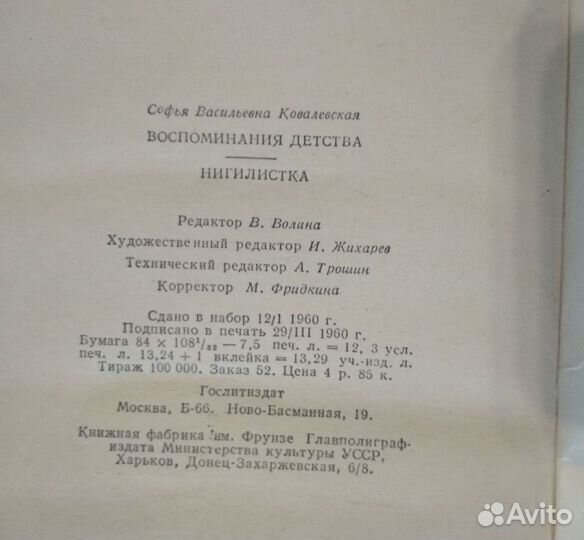 Софья Васильевна Ковалевская
ВОСПОМИНАНИЯ ДЕТСТВА
НИГИЛИСТКА
Редактор В. Волина
Художественный редактор И. Жихарев
Технический редактор А. Трошин
Корректор М. Фридкина
Сдано в набор 12/I 1960 г.
Подписано в печать 29/III 1960 г.
Бумага 84 × 108¹/₃₂ — 7,5 печ. л. = 12, 3 усл.
печ. л. 13,24 + 1 вклейка = 13,29 уч.-изд. л.
Тираж 100 000. Заказ 52. Цена 4 р. 85 к.
Гослитиздат
Москва, Б-66. Ново-Басманная, 19.
Книжная фабрика им. Фрунзе Главполиграф-
издата Министерства культуры УССР,
Харьков, Донец-Захаржевская, 6/8.
Avito